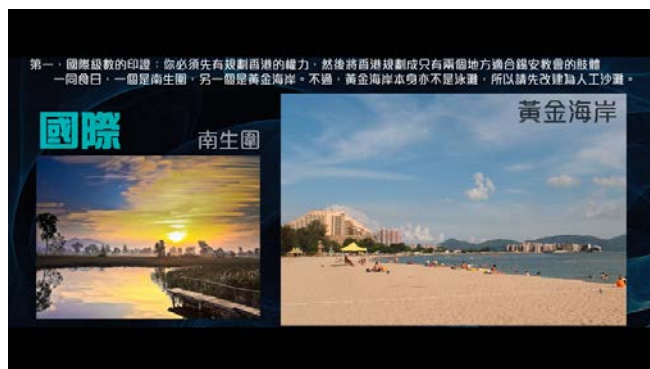 第一，國際級數的印證：你必須先有規劃香港的權力，然後將香港規劃成只有兩個地方適合錫安教會的肢體
一同食日，一個是南生圍，另一個是黃金海岸。不過，黃金海岸本身亦不是泳灘，所以請先改建為人工沙灘。
國際
南生圍
黃金海岸